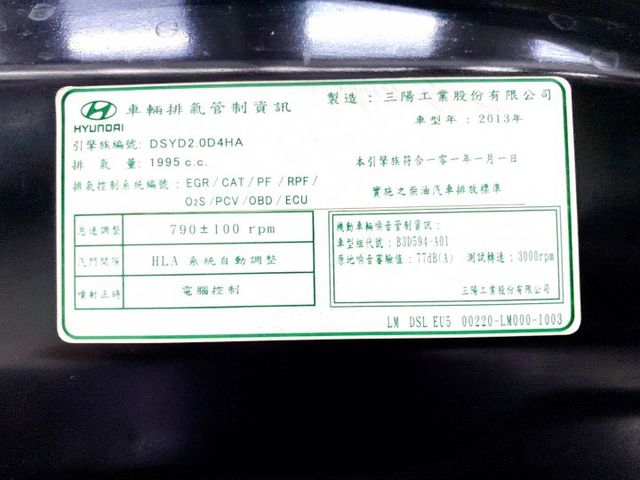 HYUNDAI
車輛排氣管制資訊
製造：三陽工業股份有限公司
車型年：2013年
引擎族編號：DSYD2.0D4HA
排氣量：1995 c.c.
排氣控制系統編號：EGR/CAT/PF/RPF/
O2S/PCV/OBD/ECU
本引擎族符合一○一年一月一日
實施之柴油汽車排放標準
怠速調整 790±100 rpm
汽門間隙 HLA 系統自動調整
噴射正時 電腦控制
機動車輛噪音管制資訊：
車型組代號：B3D594-A01
原地噪音審驗值：77dB(A) 測試轉速：3000rpm
三陽工業股份有限公司
LM DSL EU5 00220-LM000-1003